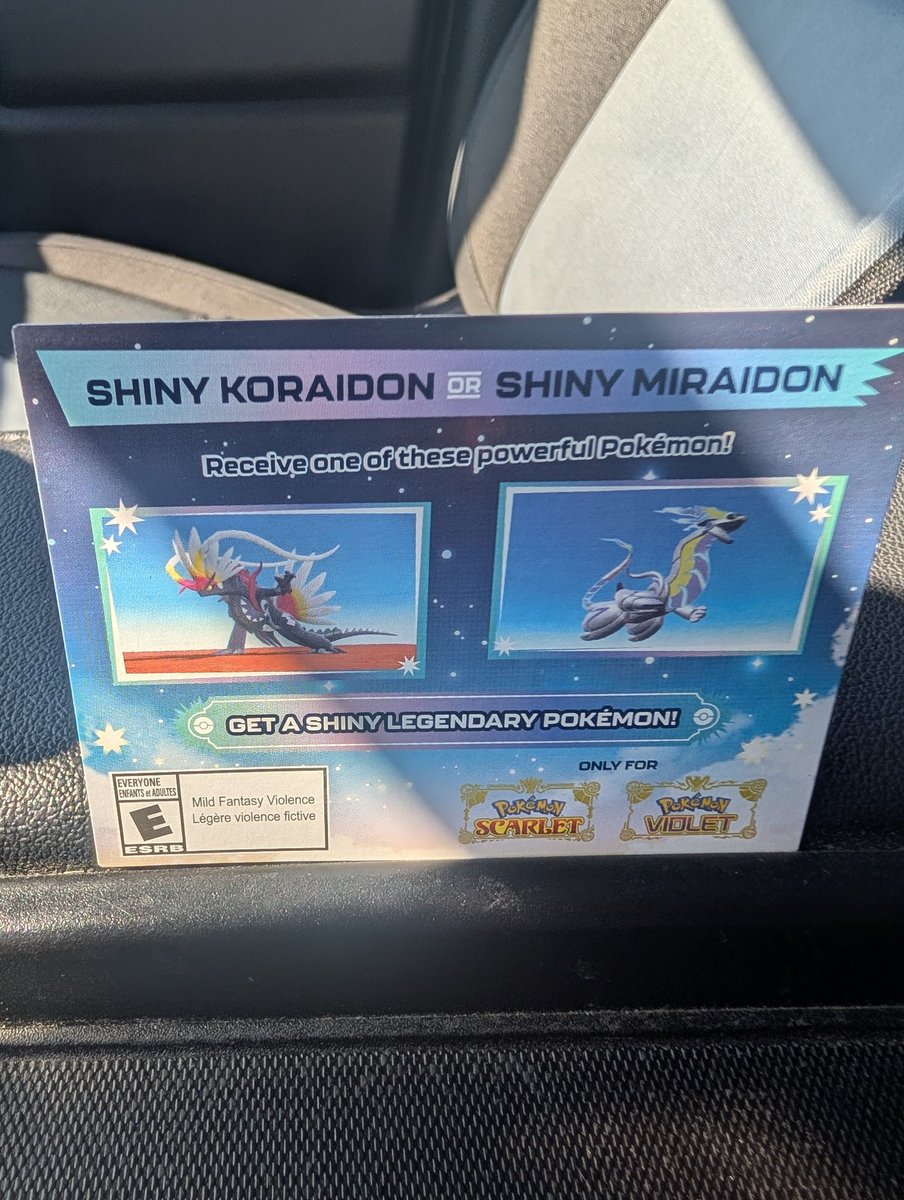 SHINY KORAIDON OR SHINY MIRAIDON
Receive one of these powerful Pokémon!
GET A SHINY LEGENDARY POKÉMON!
ONLY FOR
EVERYONE
ENFANTS et ADULTES
E
ESRB
Mild Fantasy Violence
Légère violence fictive
POKéMON
SCARLET
POKéMON
VIOLET